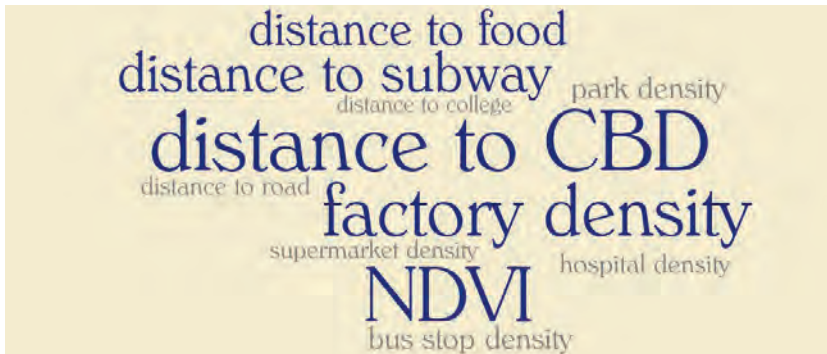 distance to food
distance to subway
park density
distance to college
distance to CBD
distance to road
factory density
supermarket density
hospital density
NDVI
bus stop density